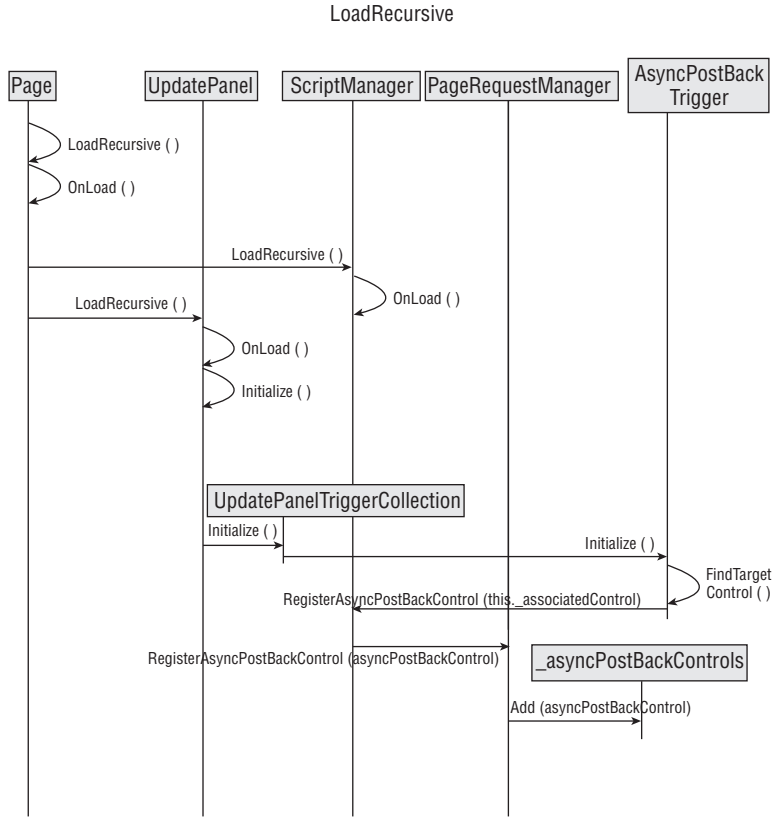 LoadRecursive
Page
UpdatePanel
ScriptManager
PageRequestManager
AsyncPostBack
Trigger
LoadRecursive ( )
OnLoad ( )
LoadRecursive ( )
OnLoad ( )
LoadRecursive ( )
OnLoad ( )
Initialize ( )
UpdatePanelTriggerCollection
Initialize ( )
Initialize ( )
FindTarget
Control ( )
RegisterAsyncPostBackControl (this._associatedControl)
RegisterAsyncPostBackControl (asyncPostBackControl)
_asyncPostBackControls
Add (asyncPostBackControl)